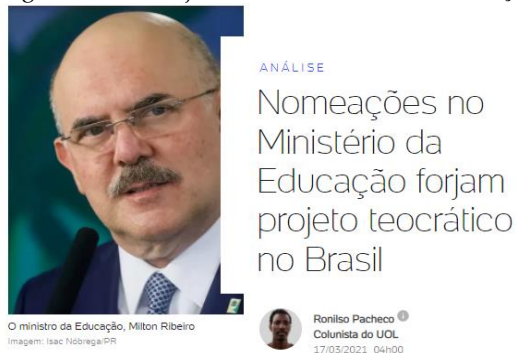 ANÁLISE
Nomeações no
Ministério da
Educação forjam
projeto teocrático
no Brasil
O ministro da Educação, Milton Ribeiro
Imagem: Isac Nóbrega/PR
Ronilso Pacheco
Colunista do UOL
17/03/2021 04h00